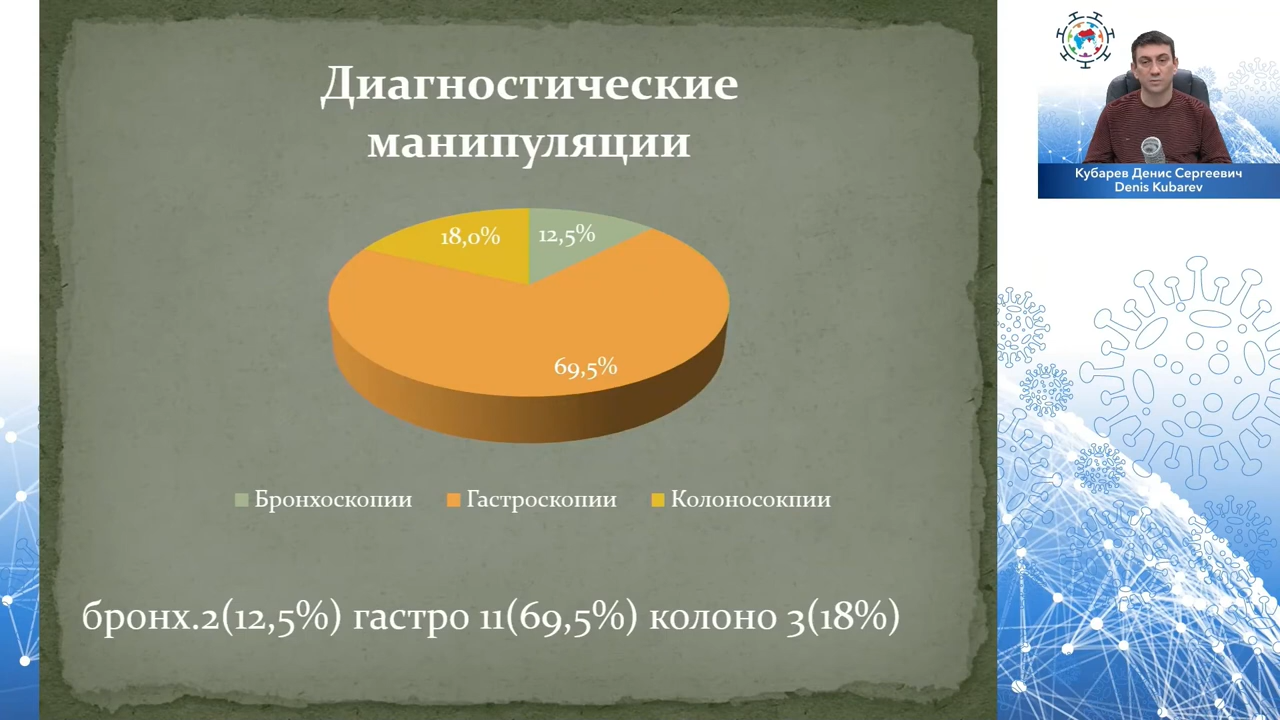 Диагностические
манипуляции
18,0%
12,5%
69,5%
Бронхоскопии
Гастроскопии
Колоносокпии
бронх.2(12,5%) гастро 11(69,5%) колоно 3(18%)
Кубарев Денис Сергеевич
Denis Kubarev